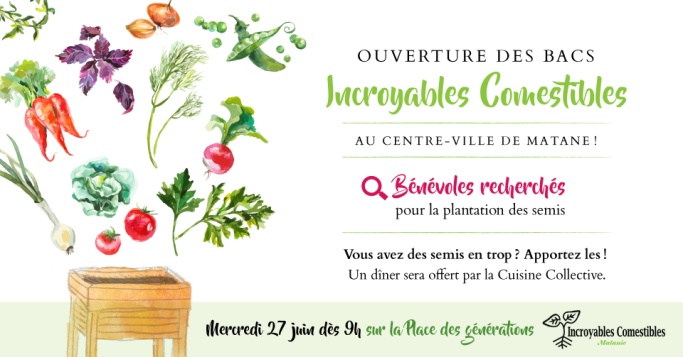 OUVERTURE DES BACS
Incroyables Comestibles
AU CENTRE-VILLE DE MATANE !
Bénévoles recherchés
pour la plantation des semis
Vous avez des semis en trop ? Apportez les !
Un dîner sera offert par la Cuisine Collective.
Mercredi 27 juin dès 9h sur la Place des générations
Incroyables Comestibles
Matanie